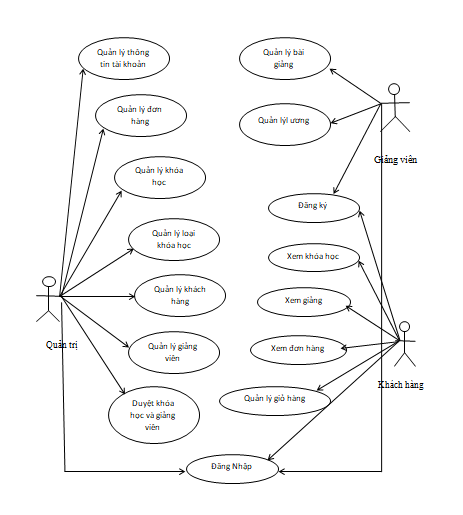 Quản lý thông
tin tài khoản
Quản lý bài
giảng
Quản lý đơn
hàng
Quản lýl ương
Giảng viên
Quản lý khóa
học
Đăng ký
Quản lý loại
khóa học
Xem khóa học
Quản lý khách
hàng
Xem giảng
Quản trị
Quản lý giảng
viên
Xem đơn hàng
Khách hàng
Duyệt khóa
học và giảng
viên
Quản lý giỏ hàng
Đăng Nhập